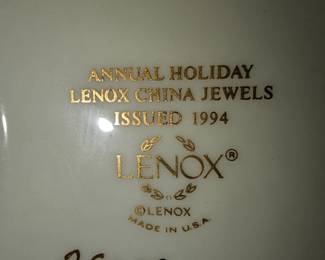 ANNUAL HOLIDAY
LENOX CHINA JEWELS
ISSUED 1994
LENOX®
©LENOX
MADE IN U.S.A.